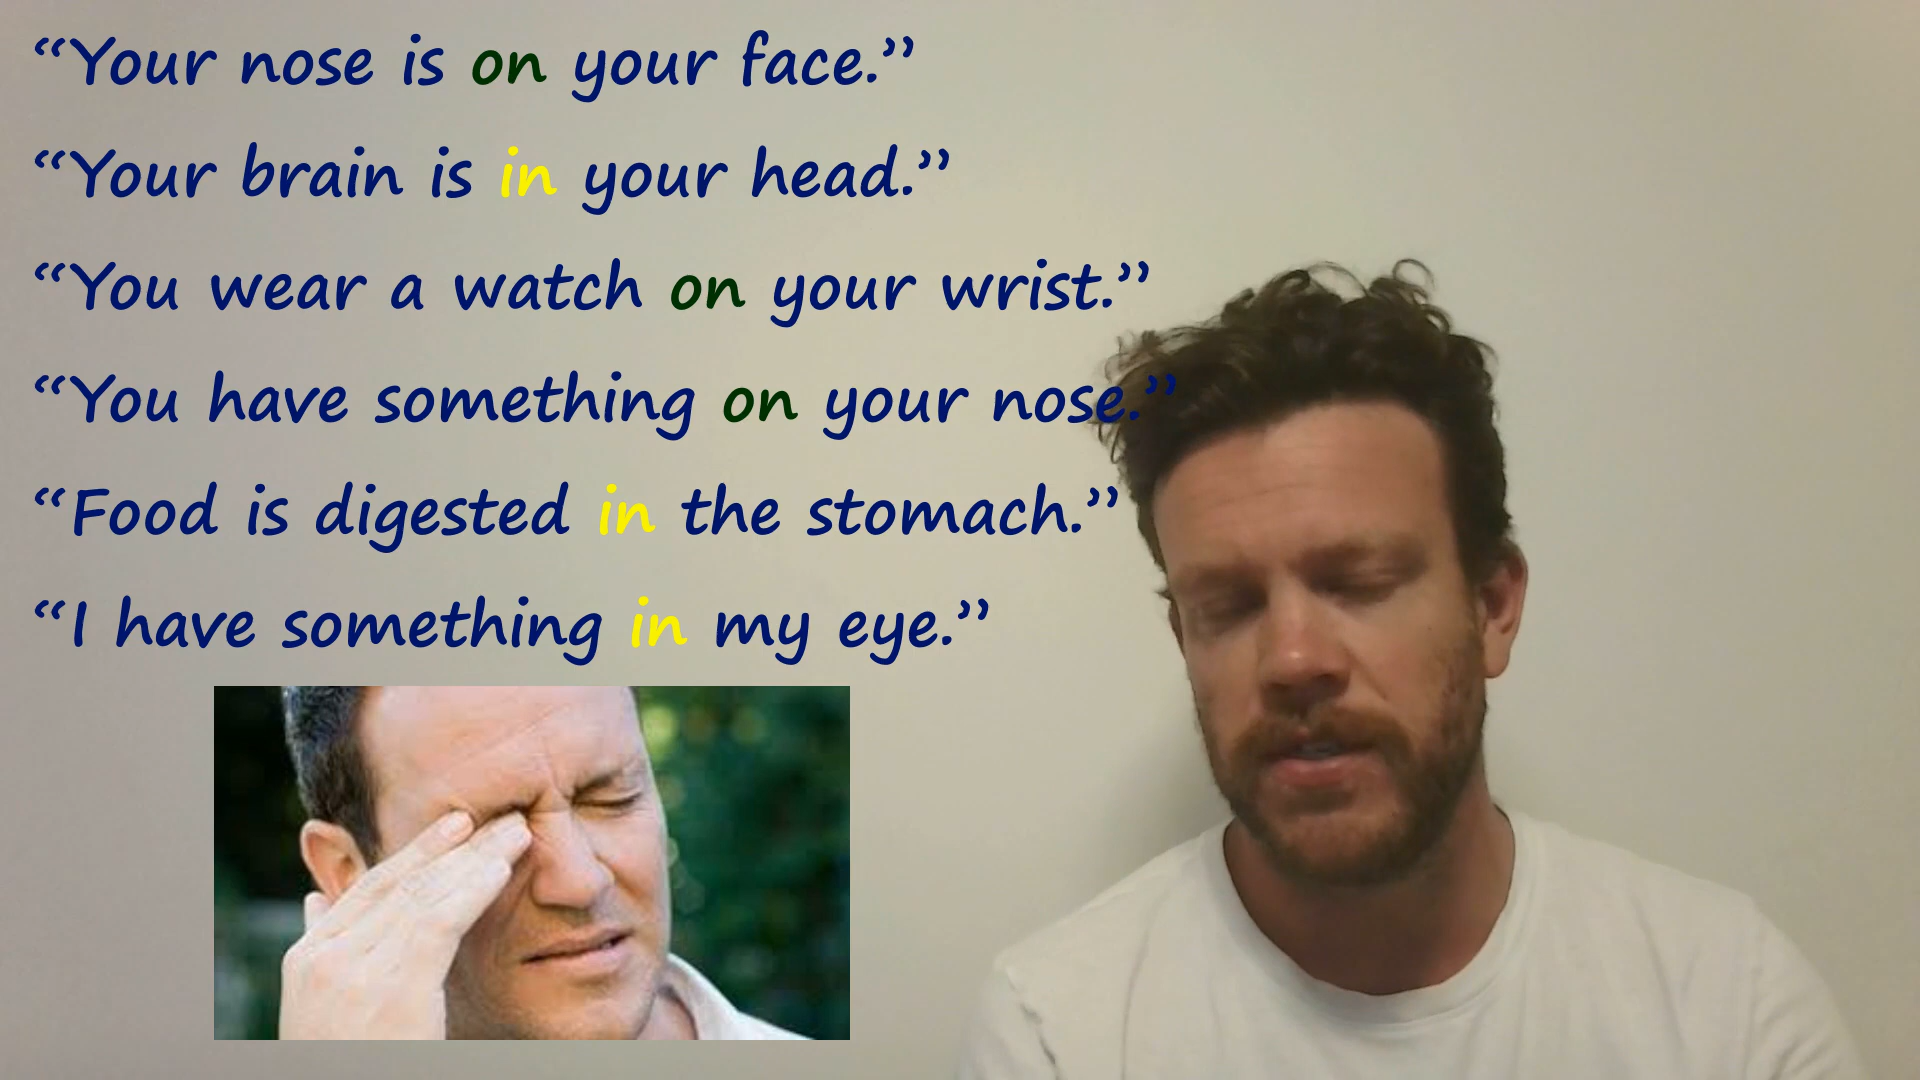 “Your nose is on your face.”
“Your brain is in your head.”
“You wear a watch on your wrist.”
“You have something on your nose.”
“Food is digested in the stomach.”
“I have something in my eye.”